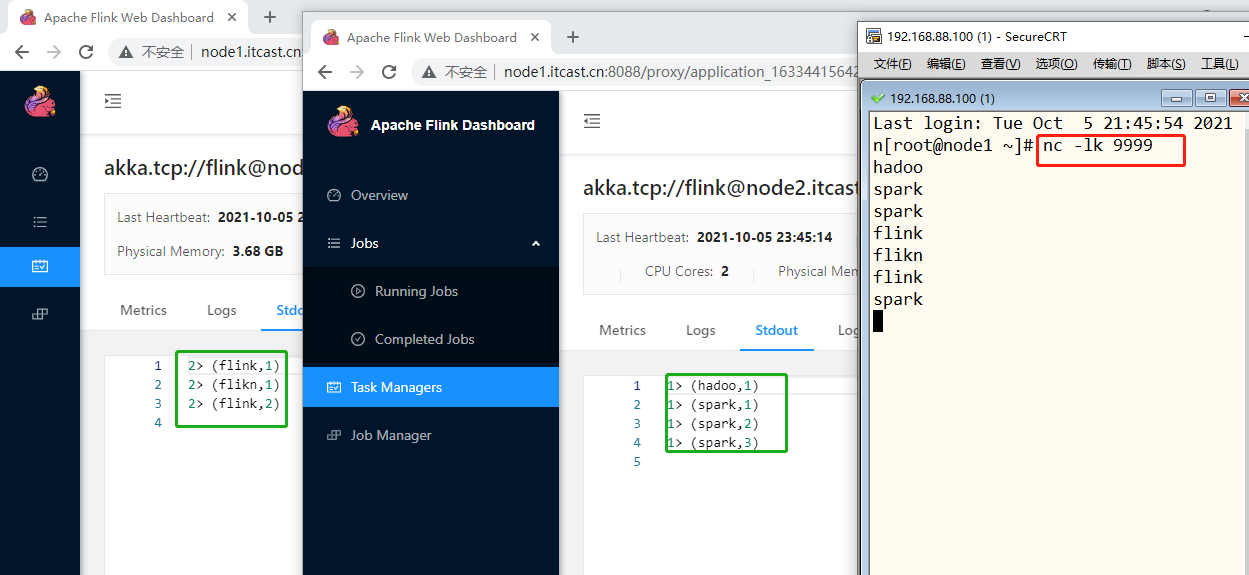 Apache Flink Web Dashboard
不安全
node1.itcast.cn
akka.tcp://flink@node
Last Heartbeat: 2021-10-05 2
Physical Memory: 3.68 GB
Metrics
Logs
Stdo
1 2> (flink,1)
2 2> (flikn,1)
3 2> (flink,2)
4
Apache Flink Web Dashboard
不安全
node1.itcast.cn:8088/proxy/application_16334415642
Apache Flink Dashboard
Overview
Jobs
Running Jobs
Completed Jobs
Task Managers
Job Manager
akka.tcp://flink@node2.itcast
Last Heartbeat: 2021-10-05 23:45:14
CPU Cores: 2
Physical Mem
Metrics
Logs
Stdout
Log
1 1> (hadoo,1)
2 1> (spark,1)
3 1> (spark,2)
4 1> (spark,3)
5
192.168.88.100 (1) - SecureCRT
文件(F) 编辑(E) 查看(V) 选项(O) 传输(T) 脚本(S) 工具(L)
192.168.88.100 (1)
Last login: Tue Oct  5 21:45:54 2021
n[root@node1 ~]# nc -lk 9999
hadoo
spark
spark
flink
flikn
flink
spark